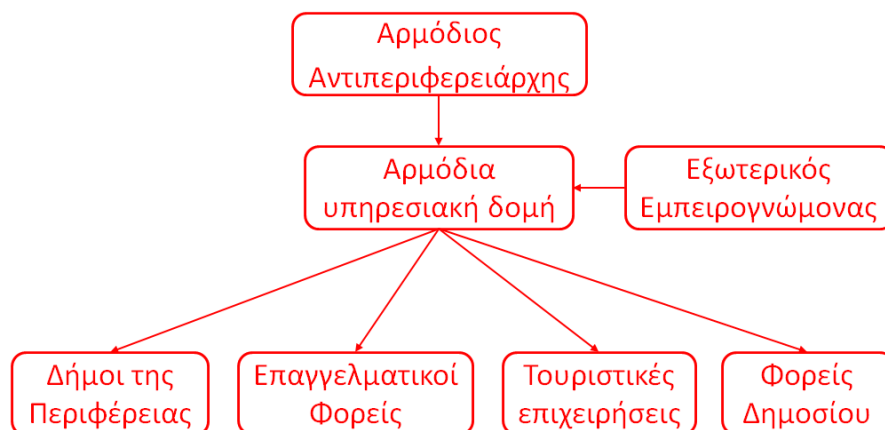 Αρμόδιος
Αντιπεριφερειάρχης
Αρμόδια
υπηρεσιακή δομή
Εξωτερικός
Εμπειρογνώμονας
Δήμοι της
Περιφέρειας
Επαγγελματικοί
Φορείς
Τουριστικές
επιχειρήσεις
Φορείς
Δημοσίου